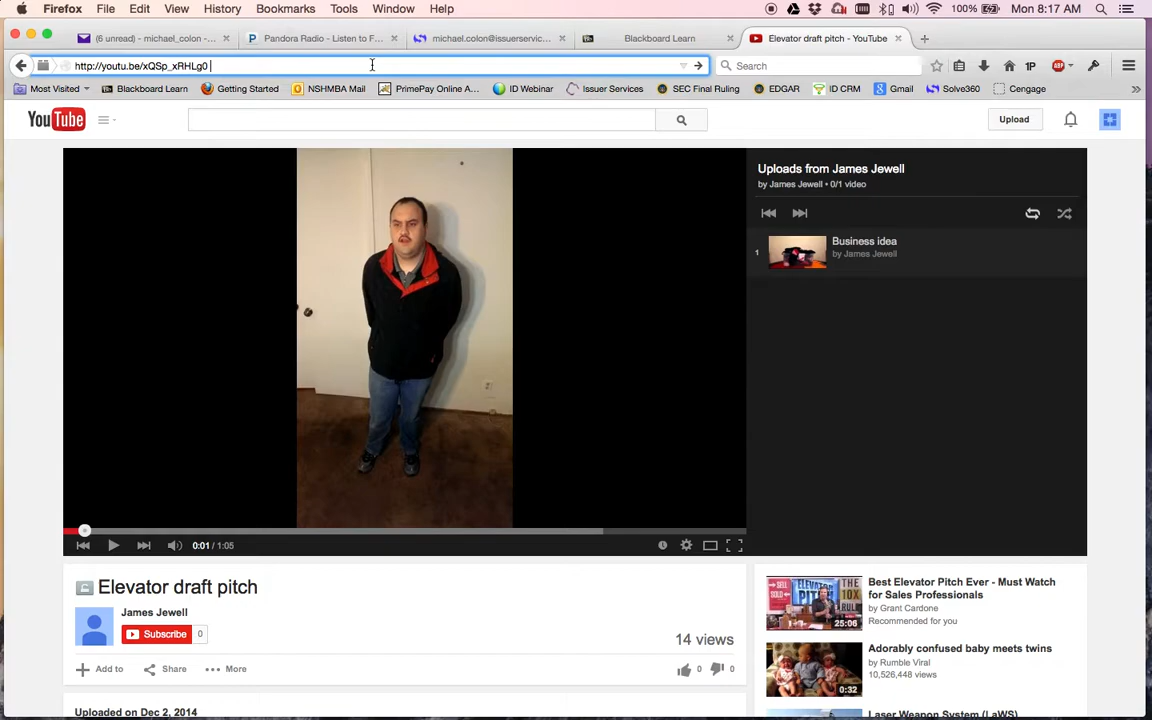 Firefox File Edit View History Bookmarks Tools Window Help 100% Mon 8:17 AM
(6 unread) - michael_colon -... Pandora Radio - Listen to F... michael.colon@issuerservic... Bb Blackboard Learn Elevator draft pitch - YouTube
http://youtu.be/xQSp_xRHLg0 Search 1P ABP
Most Visited Bb Blackboard Learn Getting Started NSHMBA Mail PrimePay Online A... ID Webinar Issuer Services SEC Final Ruling EDGAR ID CRM Gmail Solve360 Cengage »
YouTube Upload
Uploads from James Jewell
by James Jewell • 0/1 video
1 Business idea
by James Jewell
0:01 / 1:05
Elevator draft pitch
James Jewell
Subscribe 0
14 views
Add to Share More 0 0
Uploaded on Dec 2, 2014
Best Elevator Pitch Ever - Must Watch
for Sales Professionals
by Grant Cardone
Recommended for you
25:06
Adorably confused baby meets twins
by Rumble Viral
10,526,448 views
0:32
Laser Weapon System (LaWS)